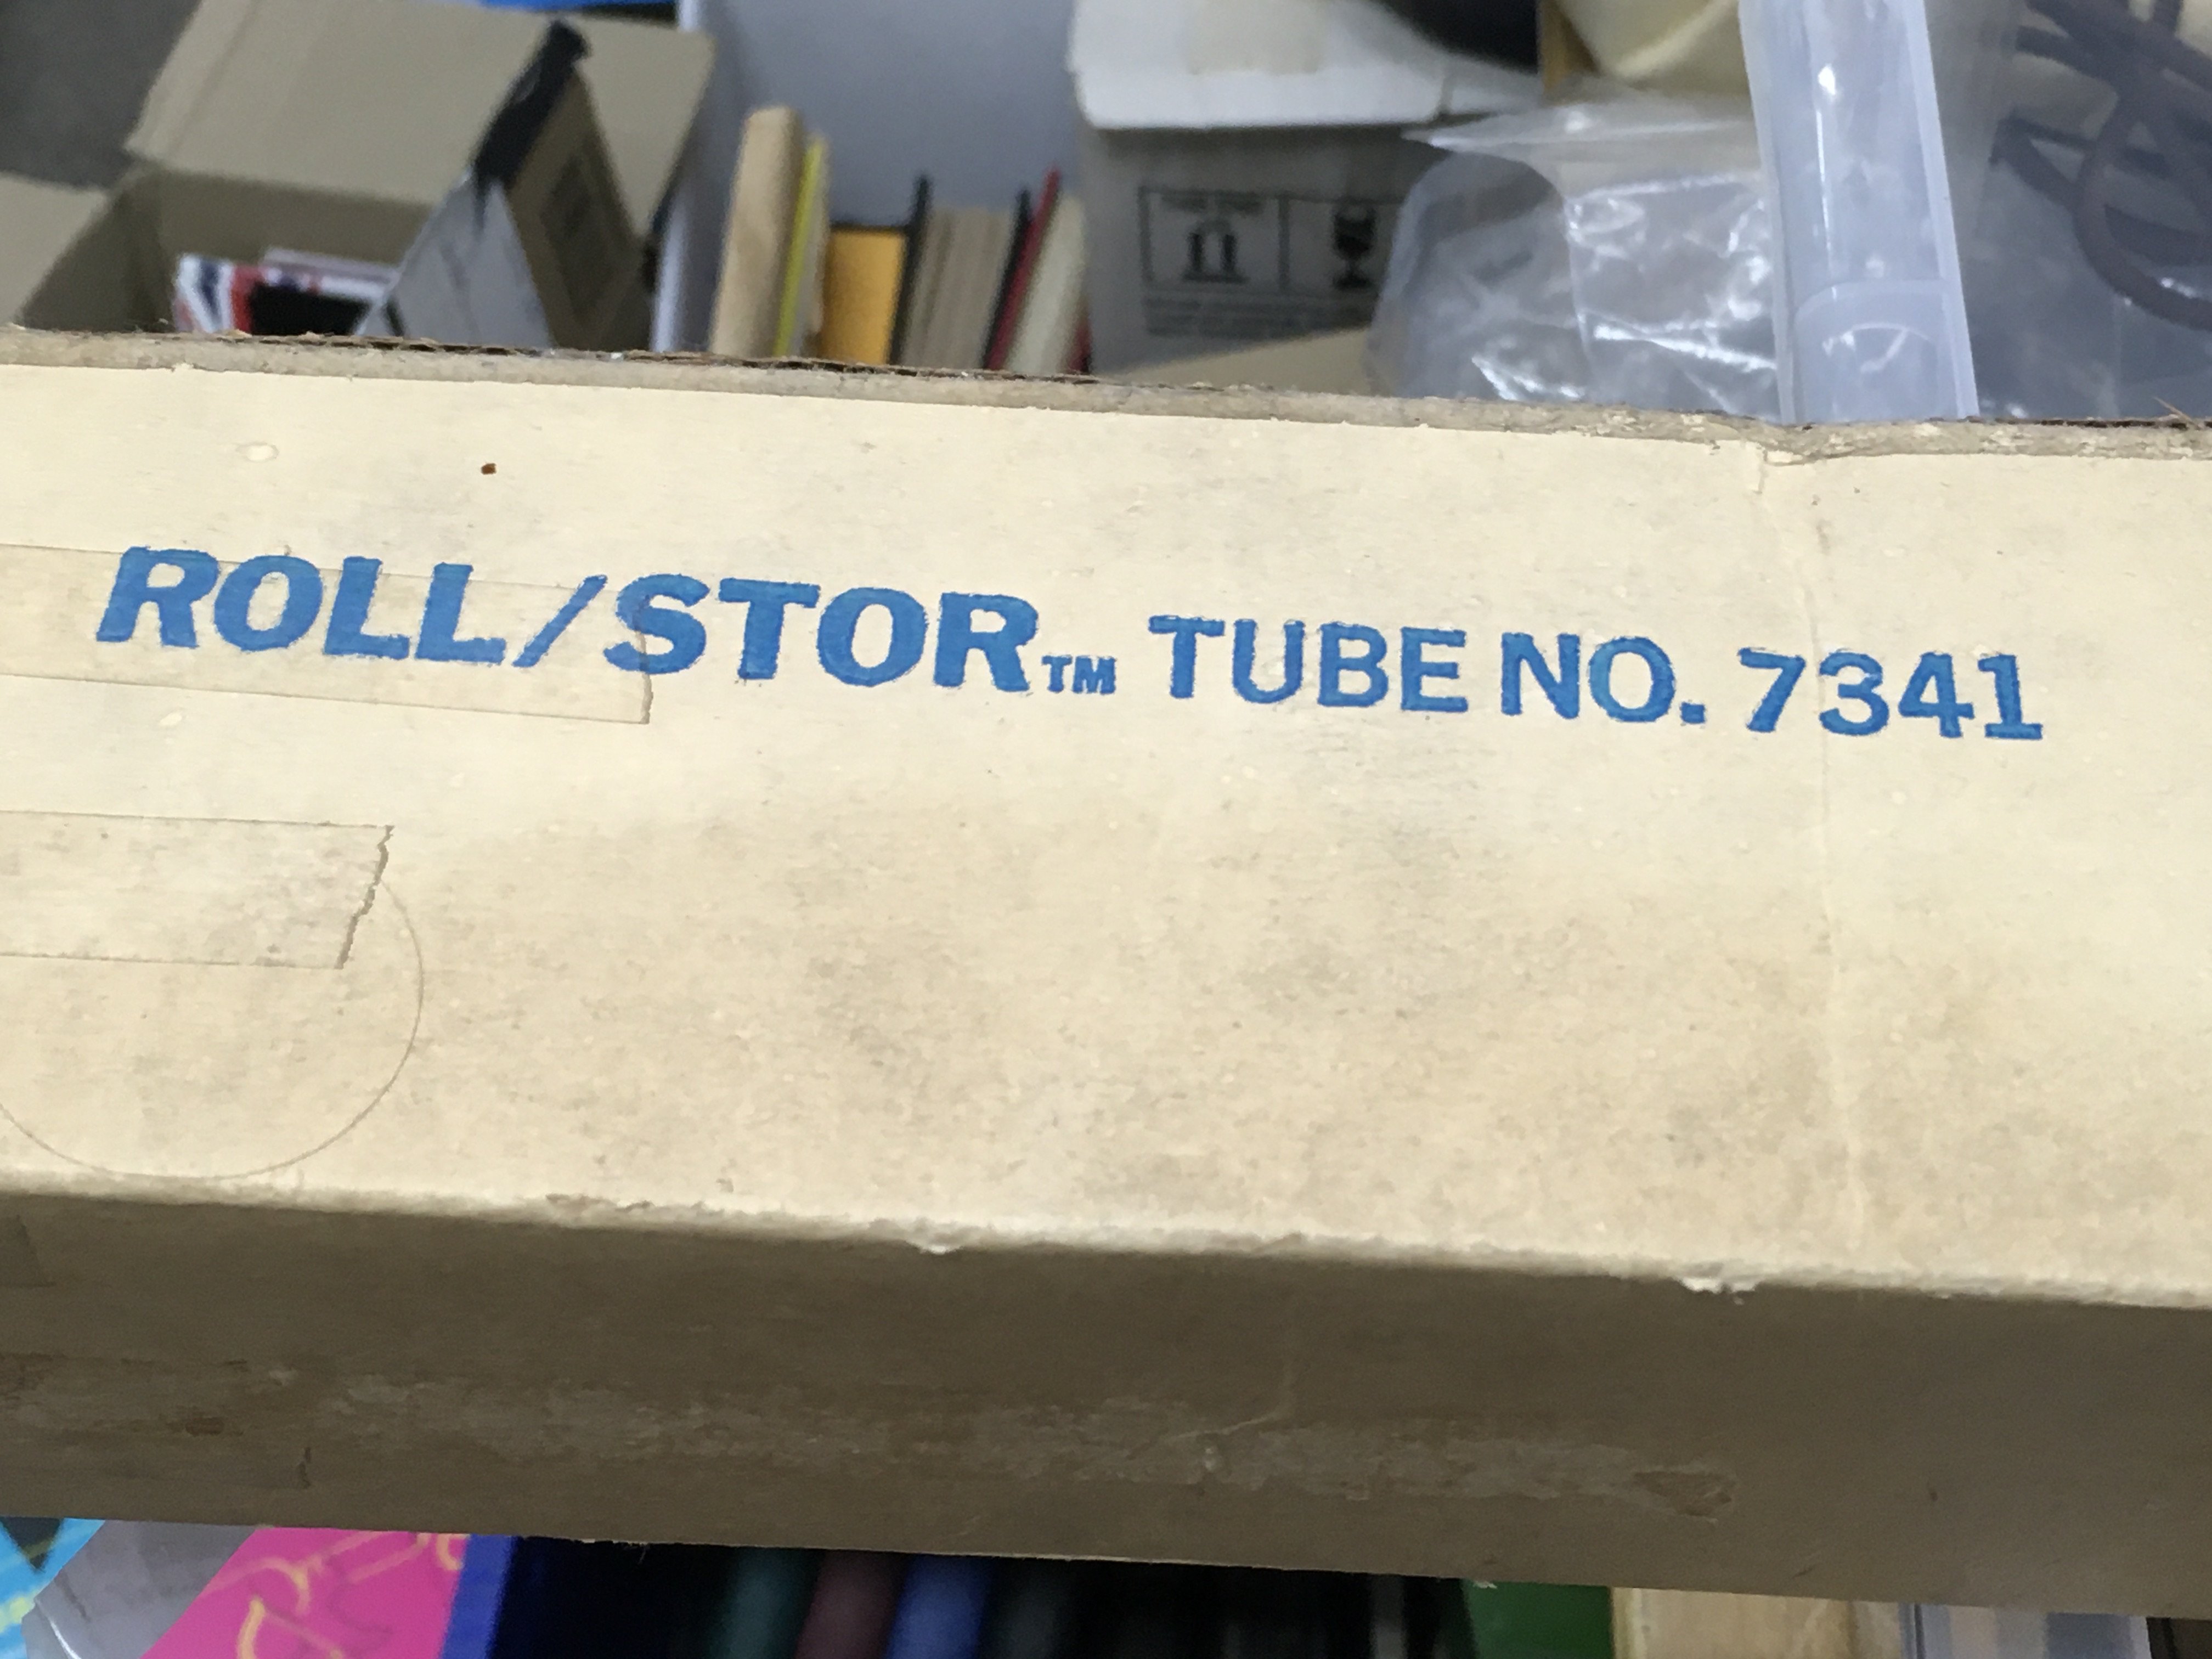 ROLL/STOR™ TUBE NO. 7341